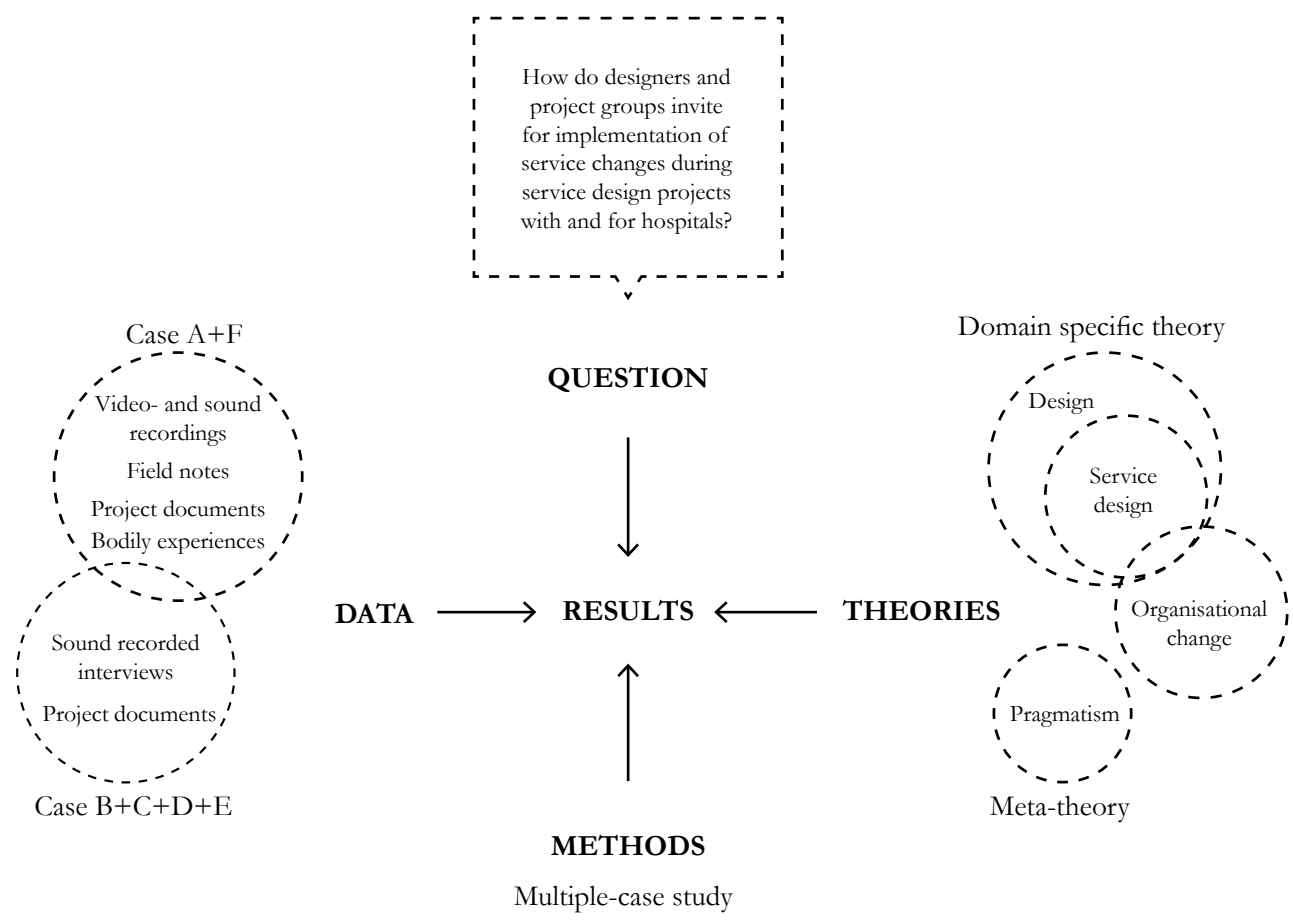 How do designers and
project groups invite
for implementation of
service changes during
service design projects
with and for hospitals?
QUESTION
Case A+F
Video- and sound
recordings
Field notes
Project documents
Bodily experiences
Sound recorded
interviews
Project documents
Case B+C+D+E
DATA
RESULTS
THEORIES
Domain specific theory
Design
Service
design
Organisational
change
Pragmatism
Meta-theory
METHODS
Multiple-case study